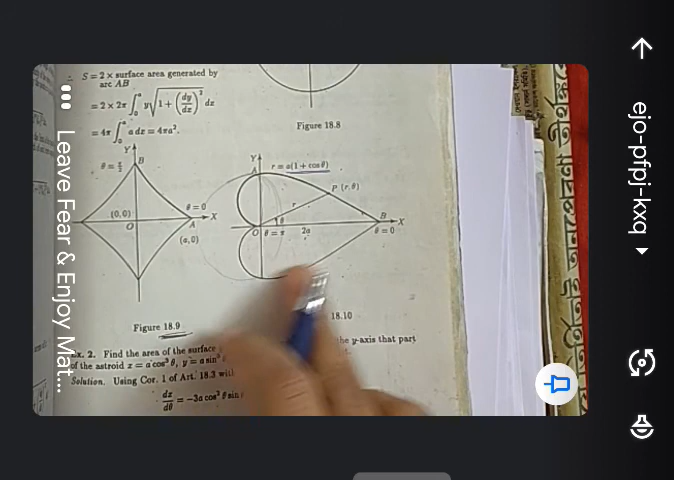 ∴ S = 2 × surface area generated by
arc AB
= 2 × 2π ∫₀ᵃ y√(1 + (dy/dx)²) dx
= 4π ∫₀ᵃ a dx = 4πa².
Figure 18.8
Y
B
θ = π/2
(0,0)
O
θ = 0
A
X
(a,0)
Figure 18.9
Y
A
r = a(1 + cos θ)
P (r, θ)
r
θ
O
θ = π
2a
B
X
θ = 0
18.10
Ex. 2. Find the area of the surface
he y-axis that part
of the astroid x = a cos³ θ, y = a sin³
Solution. Using Cor. 1 of Art. 18.3 with
dx/dθ = −3a cos² θ sin
Leave Fear & Enjoy Mat...
ejo-pfpj-kxq